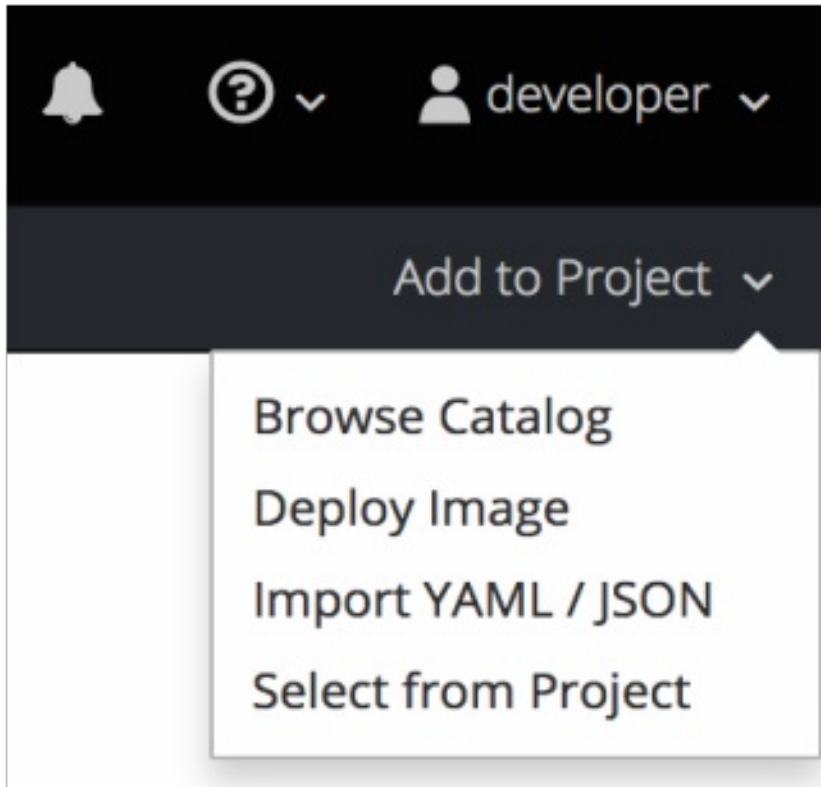 developer
Add to Project
Browse Catalog
Deploy Image
Import YAML / JSON
Select from Project